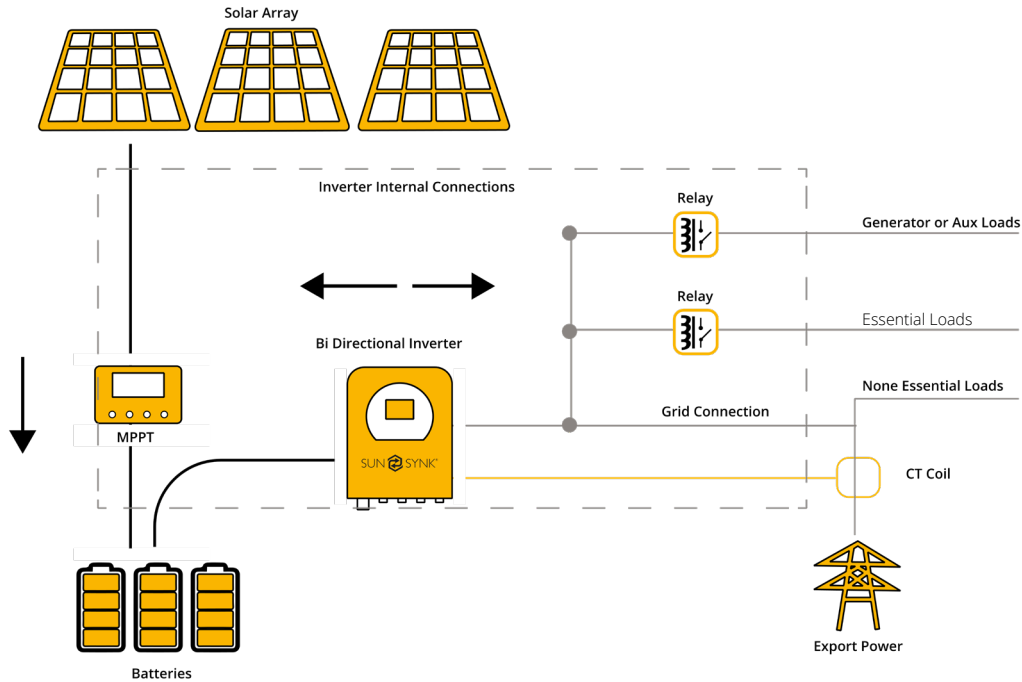 Solar Array
Inverter Internal Connections
Relay
Generator or Aux Loads
Relay
Essential Loads
Bi Directional Inverter
None Essential Loads
Grid Connection
MPPT
SUN SYNK
CT Coil
Export Power
Batteries